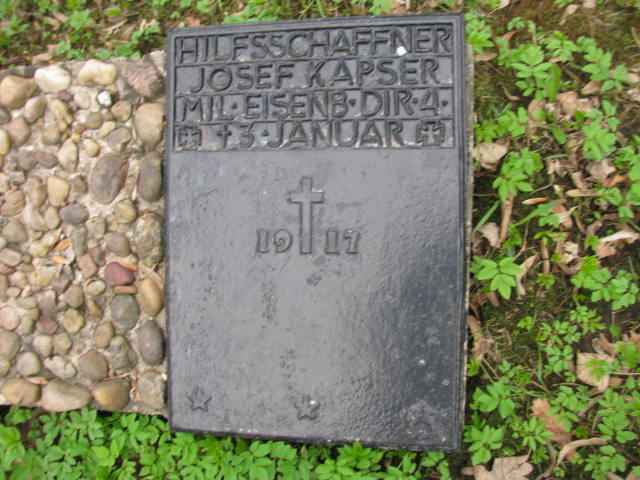 HILFSSCHAFFNER
JOSEF KAPSER
MIL·EISENB·DIR·4·
†3·JANUAR
19 17